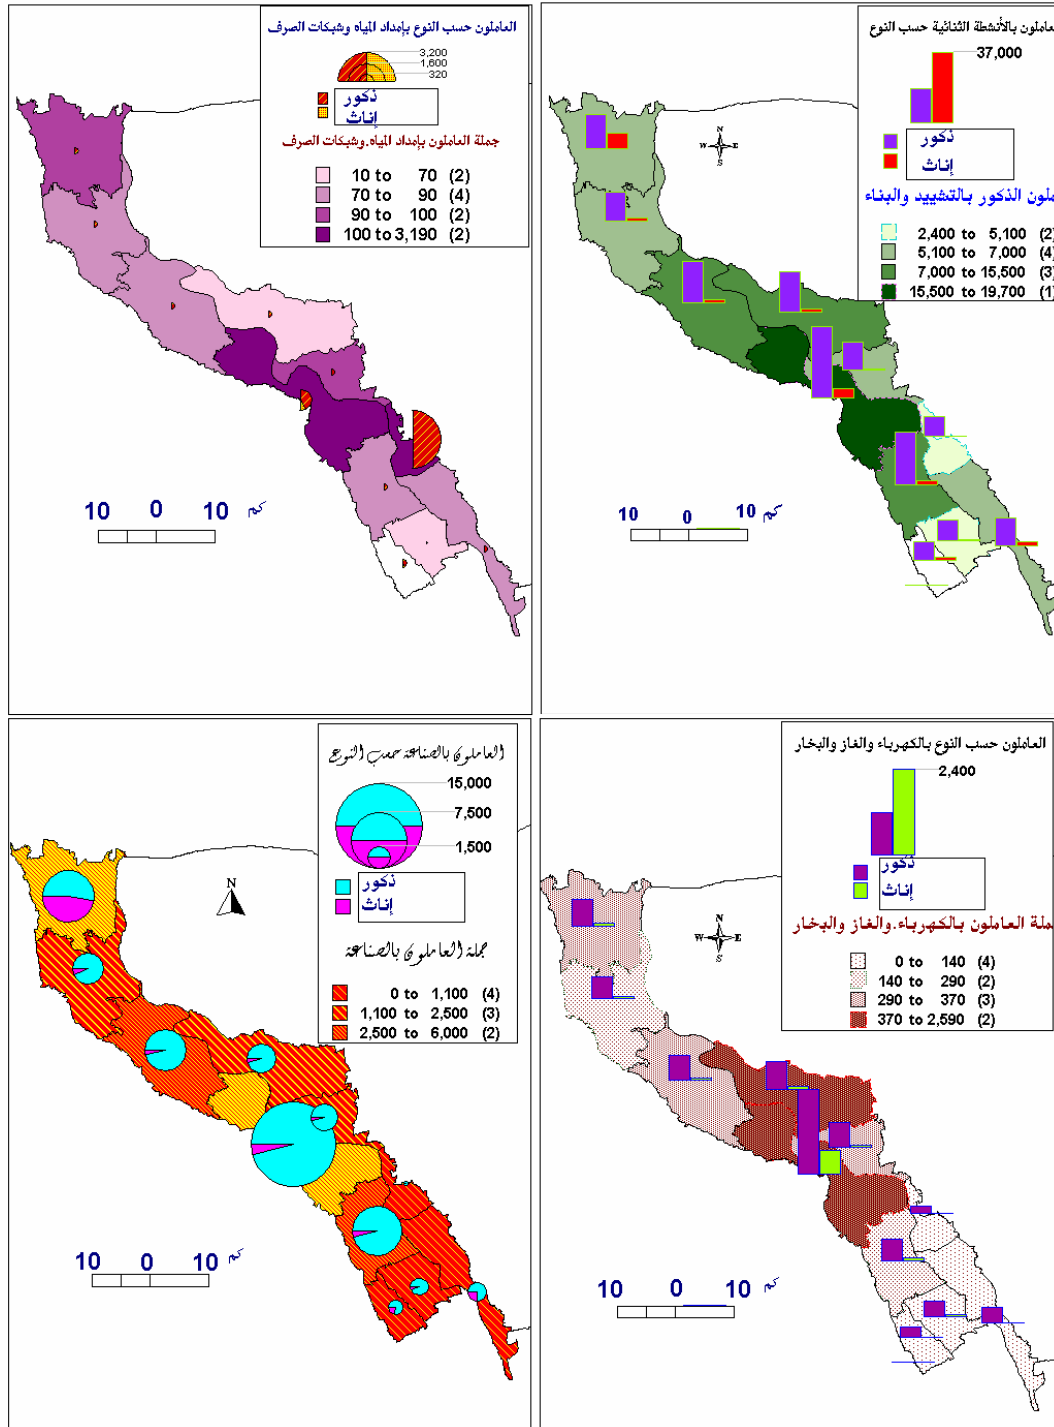 العاملون حسب النوع بإمداد المياه وشبكات الصرف
3,200
1,600
320
ذكور
إناث
جملة العاملون بإمداد المياه.وشبكات الصرف
10 to 70 (2)
70 to 90 (4)
90 to 100 (2)
100 to 3,190 (2)
10 0 10 كم
عاملون بالأنشطة الثنائية حسب النوع
37,000
ذكور
إناث
ملون الذكور بالتشييد والبناء
2,400 to 5,100 (2)
5,100 to 7,000 (4)
7,000 to 15,500 (3)
15,500 to 19,700 (1)
N
W E
S
10 0 10 كم
العاملون بالصناعة حسب النوع
15,000
7,500
1,500
ذكور
إناث
جملة العاملون بالصناعة
0 to 1,100 (4)
1,100 to 2,500 (3)
2,500 to 6,000 (2)
N
10 0 10 كم
العاملون حسب النوع بالكهرباء والغاز والبخار
2,400
ذكور
إناث
ملة العاملون بالكهرباء.والغاز والبخار
0 to 140 (4)
140 to 290 (2)
290 to 370 (3)
370 to 2,590 (2)
N
W E
S
10 0 10 كم